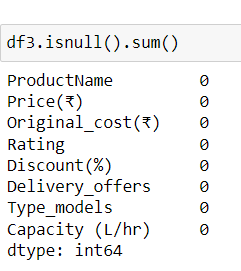 df3.isnull().sum()
ProductName 0
Price(₹) 0
Original_cost(₹) 0
Rating 0
Discount(%) 0
Delivery_offers 0
Type_models 0
Capacity (L/hr) 0
dtype: int64